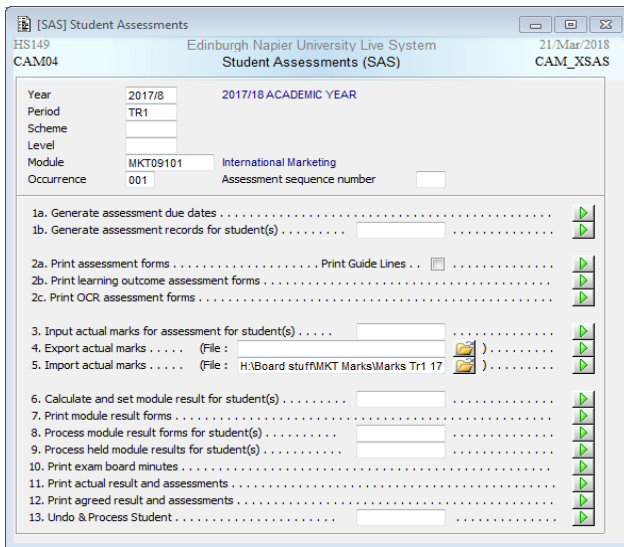 [SAS] Student Assessments
HS149 Edinburgh Napier University Live System 21/Mar/2018
CAM04 Student Assessments (SAS) CAM_XSAS
Year 2017/8 2017/18 ACADEMIC YEAR
Period TR1
Scheme
Level
Module MKT09101 International Marketing
Occurrence 001 Assessment sequence number
1a. Generate assessment due dates
1b. Generate assessment records for student(s)
2a. Print assessment forms Print Guide Lines
2b. Print learning outcome assessment forms
2c. Print OCR assessment forms
3. Input actual marks for assessment for student(s)
4. Export actual marks (File : )
5. Import actual marks (File : H:\Board stuff\MKT Marks\Marks Tr1 17 )
6. Calculate and set module result for student(s)
7. Print module result forms
8. Process module result forms for student(s)
9. Process held module results for student(s)
10. Print exam board minutes
11. Print actual result and assessments
12. Print agreed result and assessments
13. Undo & Process Student